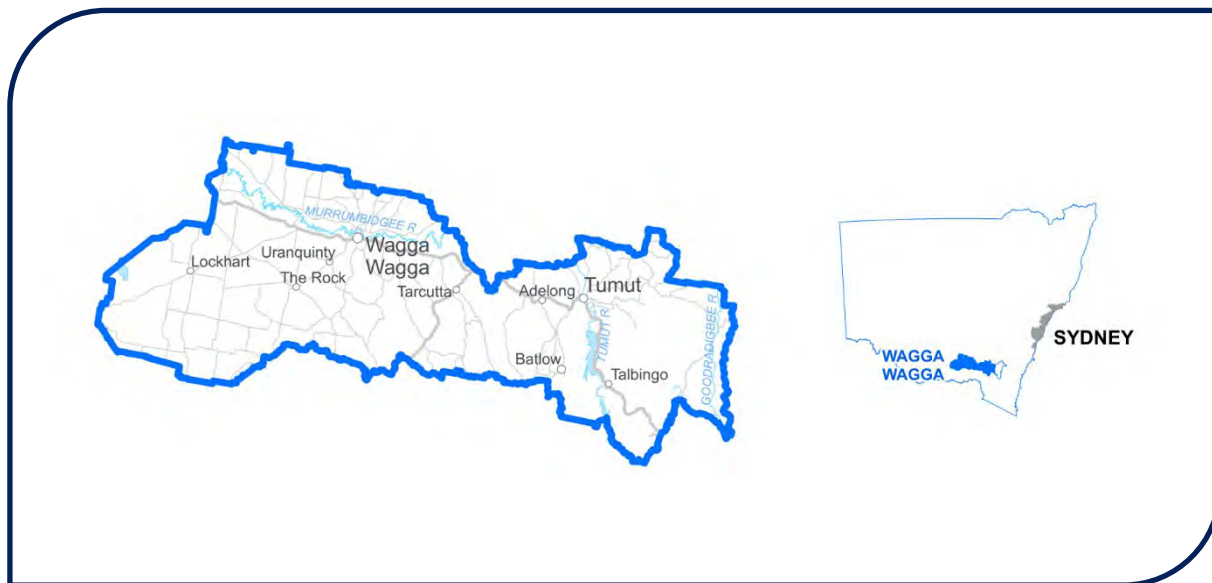 MURRUMBIDGEE R
Wagga
Wagga
Uranquinty
Lockhart
The Rock
Tarcutta
Adelong
Tumut
TUMUT R
GOODRADIGBEE R
Batlow
Talbingo
SYDNEY
WAGGA
WAGGA